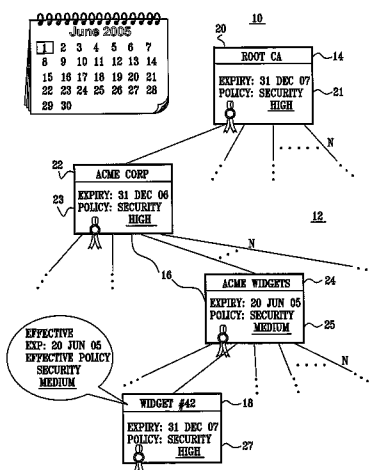 10
June 2005
1 2 3 4 5 6 7
8 9 10 11 12 13 14
15 16 17 18 19 20 21
22 23 24 25 26 27 28
29 30
20
ROOT CA
14
EXPIRY: 31 DEC 07
POLICY: SECURITY
HIGH
21
N
22
ACME CORP
23
EXPIRY: 31 DEC 06
POLICY: SECURITY
HIGH
12
N
16
ACME WIDGETS
24
EXPIRY: 20 JUN 05
POLICY: SECURITY
MEDIUM
25
N
EFFECTIVE
EXP: 20 JUN 05
EFFECTIVE POLICY
SECURITY
MEDIUM
WIDGET #42
18
EXPIRY: 31 DEC 07
POLICY: SECURITY
HIGH
27